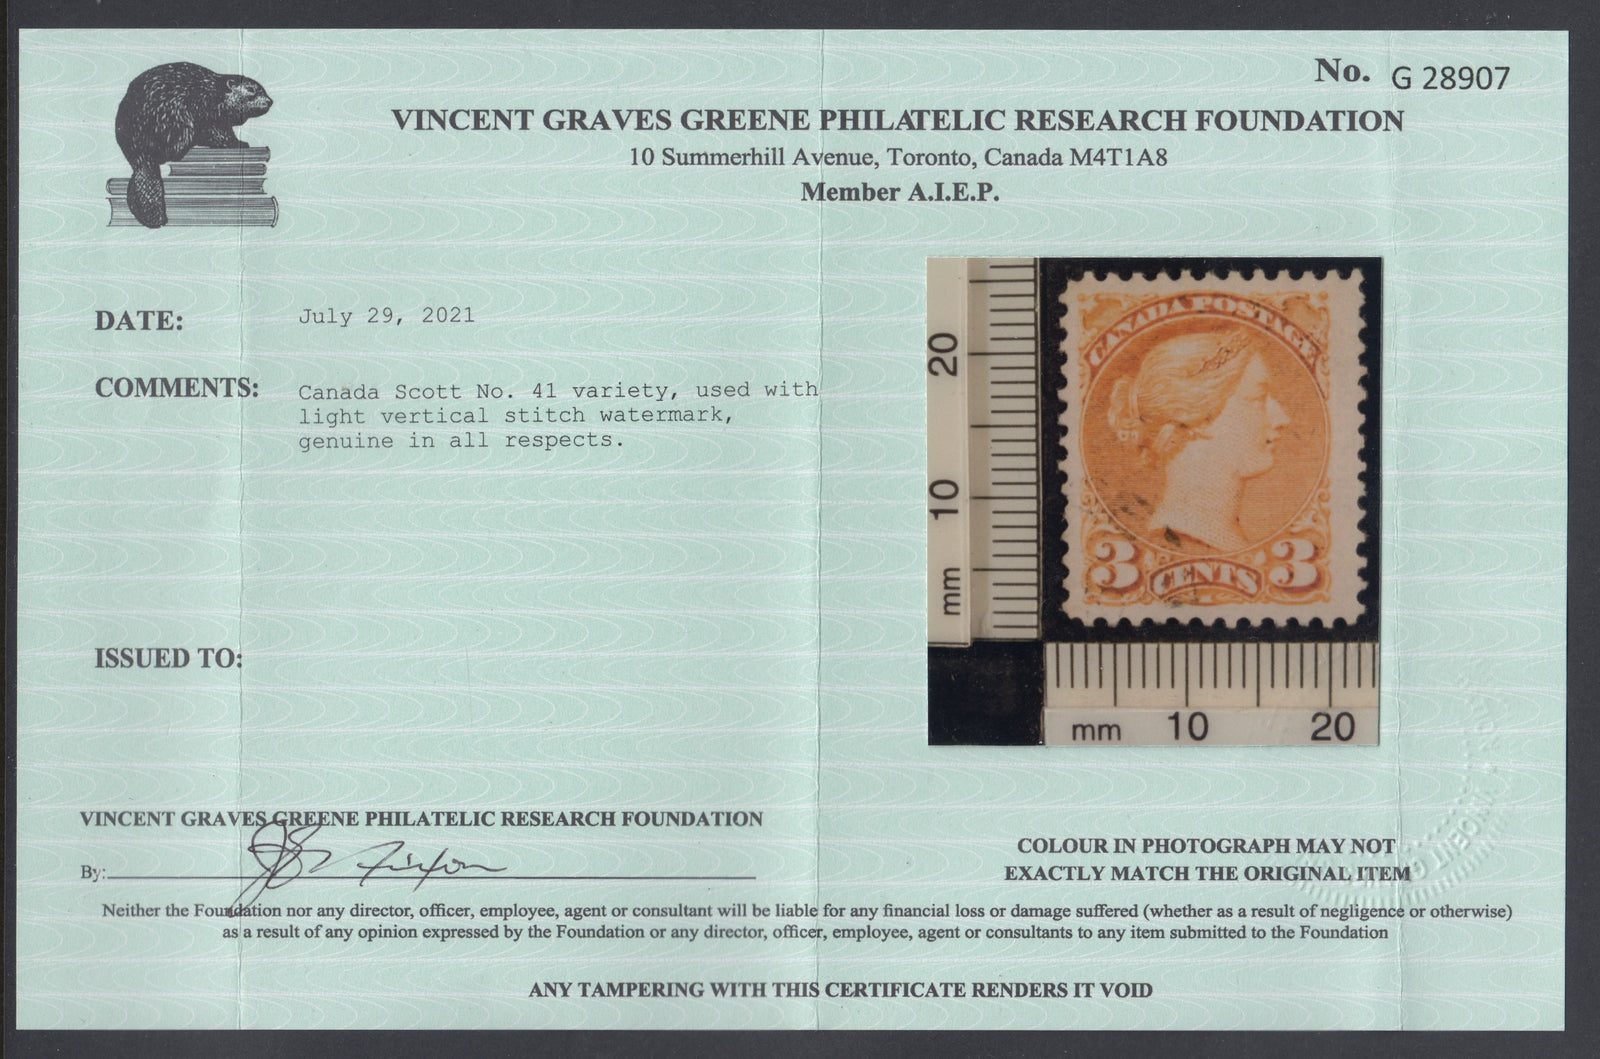 No. G 28907
VINCENT GRAVES GREENE PHILATELIC RESEARCH FOUNDATION
10 Summerhill Avenue, Toronto, Canada M4T1A8
Member A.I.E.P.
DATE: July 29, 2021
COMMENTS: Canada Scott No. 41 variety, used with
light vertical stitch watermark,
genuine in all respects.
20
10
mm
CANADA POSTAGE
3 CENTS 3
mm 10 20
ISSUED TO:
VINCENT GRAVES GREENE PHILATELIC RESEARCH FOUNDATION
By:
COLOUR IN PHOTOGRAPH MAY NOT
EXACTLY MATCH THE ORIGINAL ITEM
Neither the Foundation nor any director, officer, employee, agent or consultant will be liable for any financial loss or damage suffered (whether as a result of negligence or otherwise)
as a result of any opinion expressed by the Foundation or any director, officer, employee, agent or consultants to any item submitted to the Foundation
ANY TAMPERING WITH THIS CERTIFICATE RENDERS IT VOID